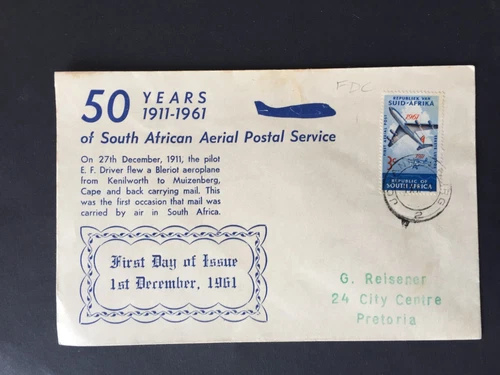 FDC
50 YEARS
1911-1961
of South African Aerial Postal Service
On 27th December, 1911, the pilot
E. F. Driver flew a Bleriot aeroplane
from Kenilworth to Muizenberg,
Cape and back carrying mail. This
was the first occasion that mail was
carried by air in South Africa.
First Day of Issue
1st December, 1961
REPUBLIEK VAN
SUID-AFRIKA
1961
REPUBLIC OF
SOUTH AFRICA
2
G. Reisener
24 City Centre
Pretoria